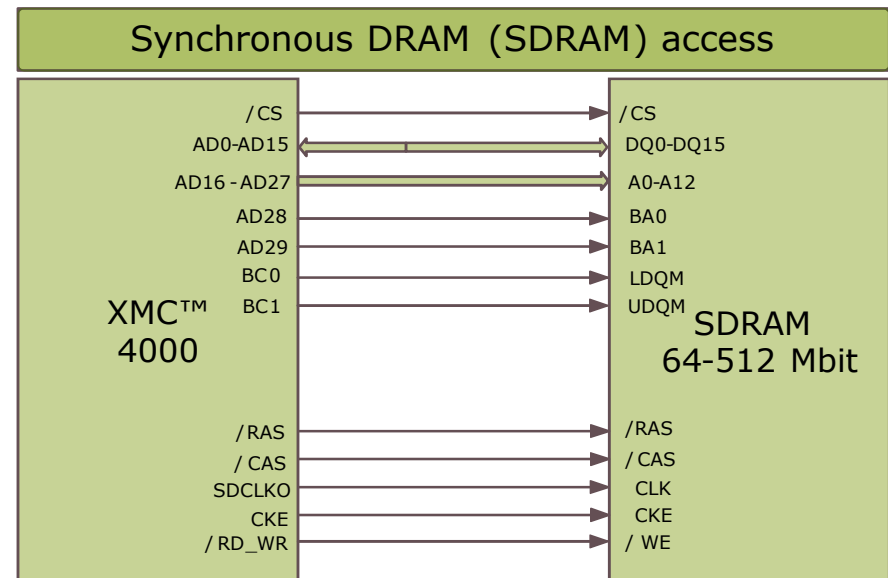 Synchronous DRAM (SDRAM) access
/CS /CS
AD0-AD15 DQ0-DQ15
AD16 - AD27 A0-A12
AD28 BA0
AD29 BA1
BC0 LDQM
BC1 UDQM
XMC™
4000
SDRAM
64-512 Mbit
/RAS /RAS
/ CAS / CAS
SDCLKO CLK
CKE CKE
/ RD_WR / WE